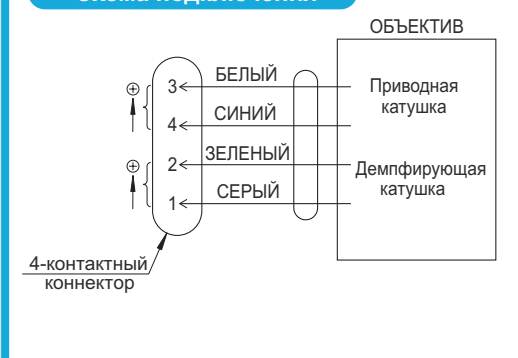 ОБЪЕКТИВ
3
БЕЛЫЙ
Приводная
катушка
4
СИНИЙ
2
ЗЕЛЕНЫЙ
Демпфирующая
катушка
1
СЕРЫЙ
4-контактный
коннектор